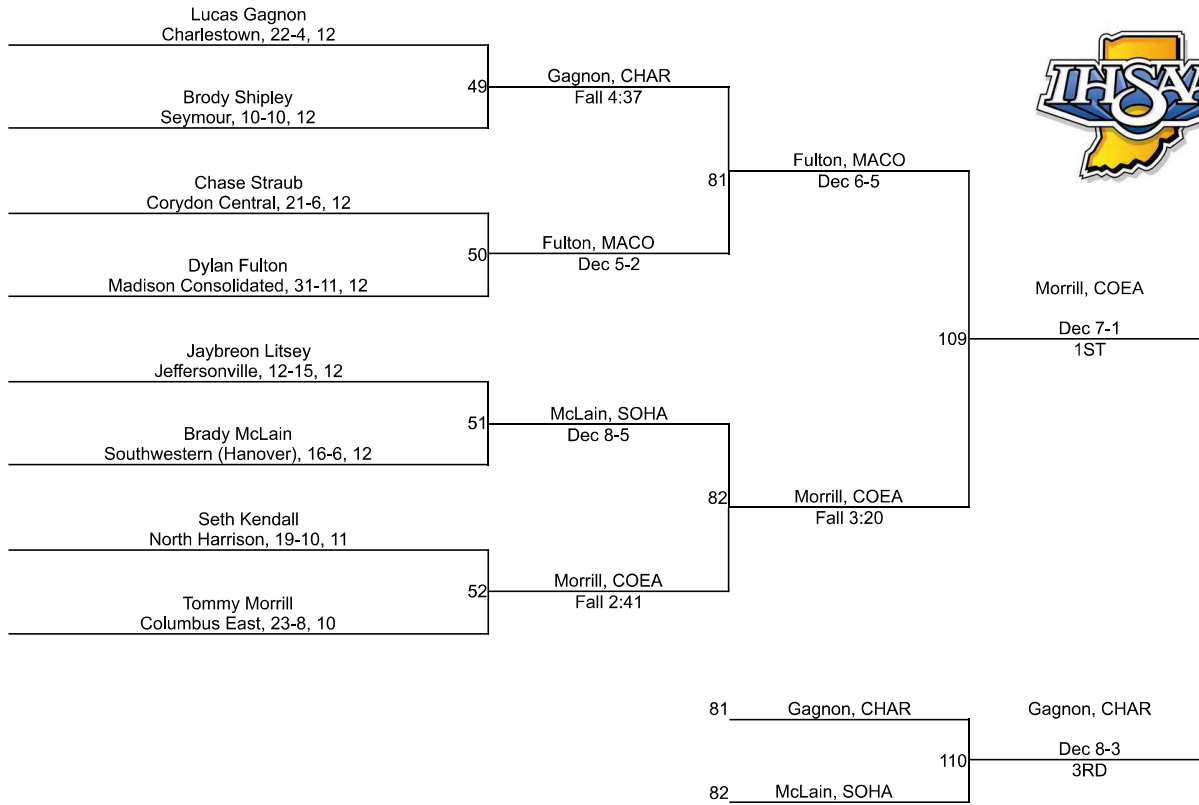 Lucas Gagnon
Charlestown, 22-4, 12
49
Gagnon, CHAR
Fall 4:37
Brody Shipley
Seymour, 10-10, 12
IHSAA
81
Fulton, MACO
Dec 6-5
Chase Straub
Corydon Central, 21-6, 12
50
Fulton, MACO
Dec 5-2
Dylan Fulton
Madison Consolidated, 31-11, 12
109
Morrill, COEA
Dec 7-1
1ST
Jaybreon Litsey
Jeffersonville, 12-15, 12
51
McLain, SOHA
Dec 8-5
Brady McLain
Southwestern (Hanover), 16-6, 12
82
Morrill, COEA
Fall 3:20
Seth Kendall
North Harrison, 19-10, 11
52
Morrill, COEA
Fall 2:41
Tommy Morrill
Columbus East, 23-8, 10
81
Gagnon, CHAR
110
Gagnon, CHAR
Dec 8-3
3RD
82
McLain, SOHA